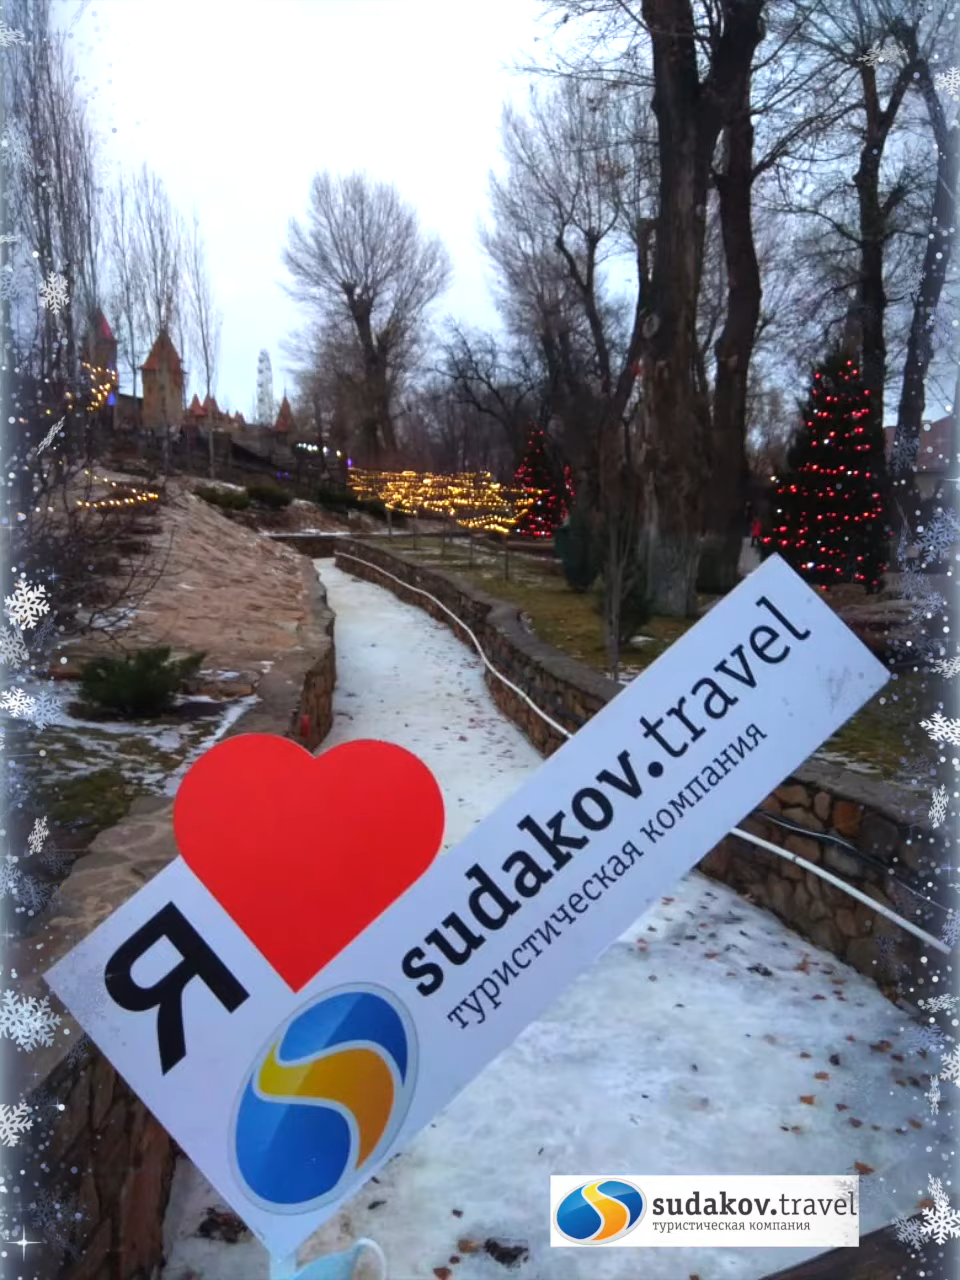 Я
sudakov.travel
туристическая компания
sudakov.travel
туристическая компания